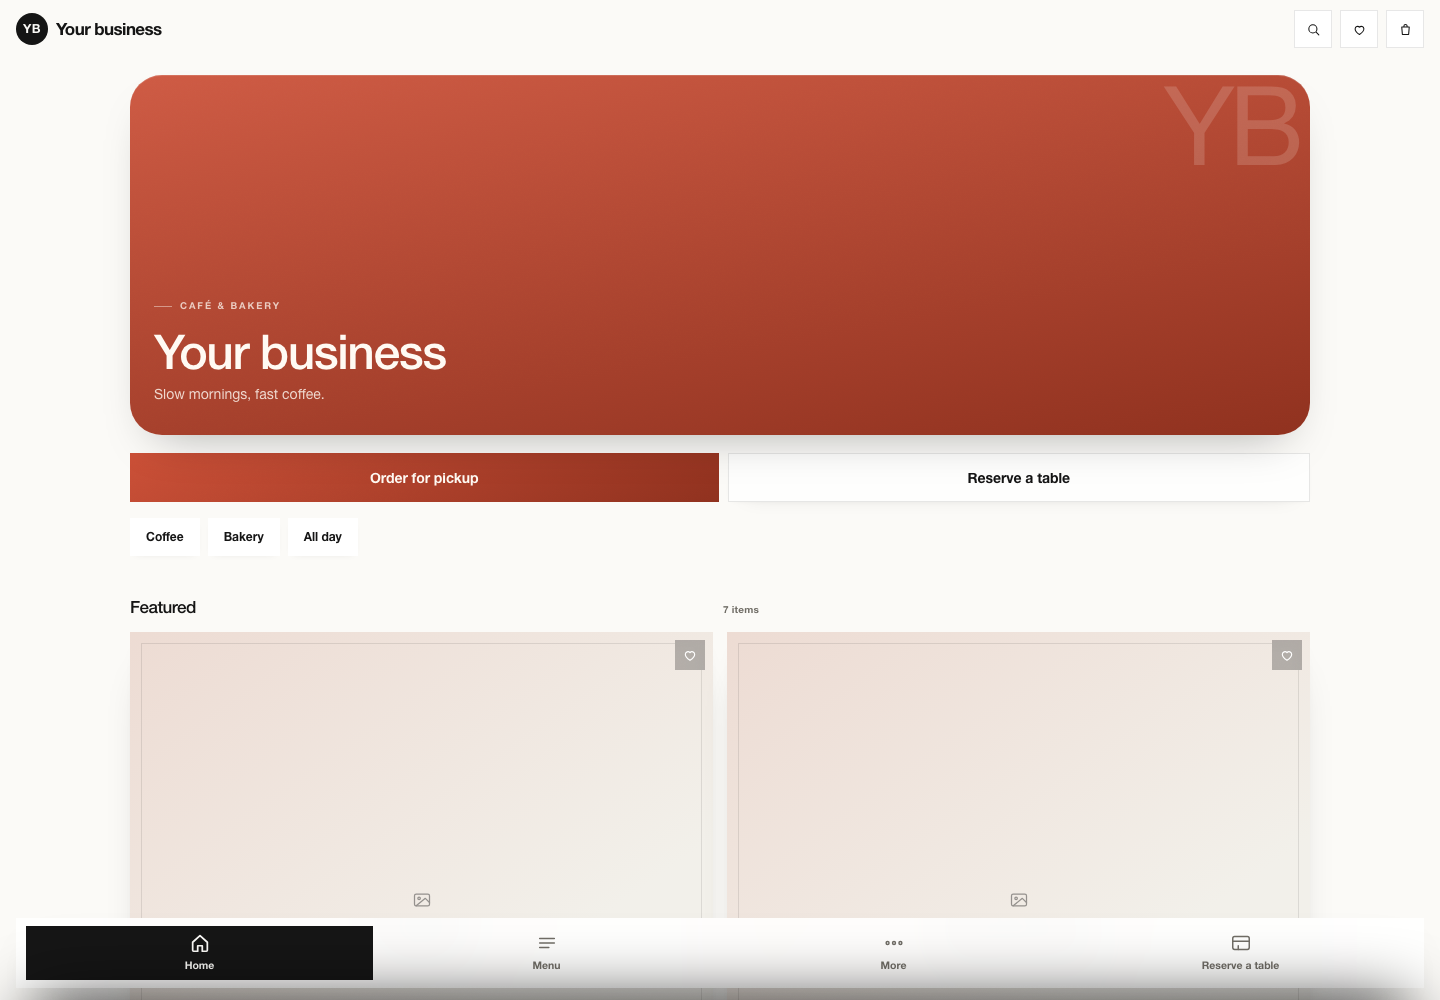 YB Your business
YB
CAFÉ & BAKERY
Your business
Slow mornings, fast coffee.
Order for pickup
Reserve a table
Coffee
Bakery
All day
Featured
7 items
Home
Menu
More
Reserve a table